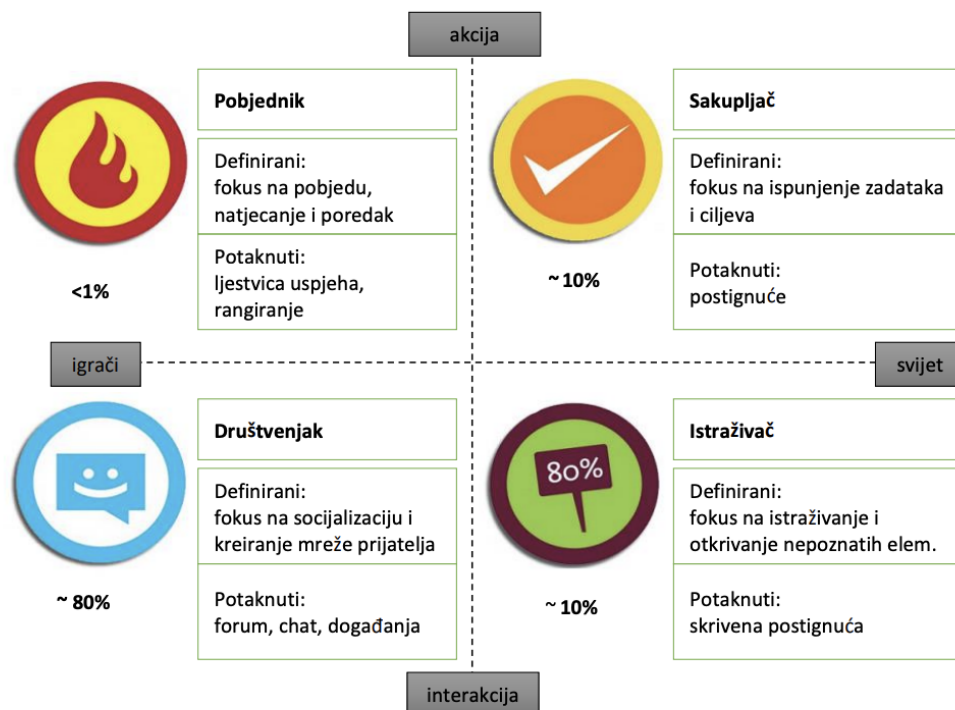 akcija
Pobjednik
Definirani:
fokus na pobjedu,
natjecanje i poredak
Potaknuti:
ljestvica uspjeha,
rangiranje
<1%
Sakupljač
Definirani:
fokus na ispunjenje zadataka
i ciljeva
Potaknuti:
postignuće
~ 10%
igrači
svijet
Društvenjak
Definirani:
fokus na socijalizaciju i
kreiranje mreže prijatelja
Potaknuti:
forum, chat, događanja
~ 80%
80%
Istraživač
Definirani:
fokus na istraživanje i
otkrivanje nepoznatih elem.
Potaknuti:
skrivena postignuća
~ 10%
interakcija